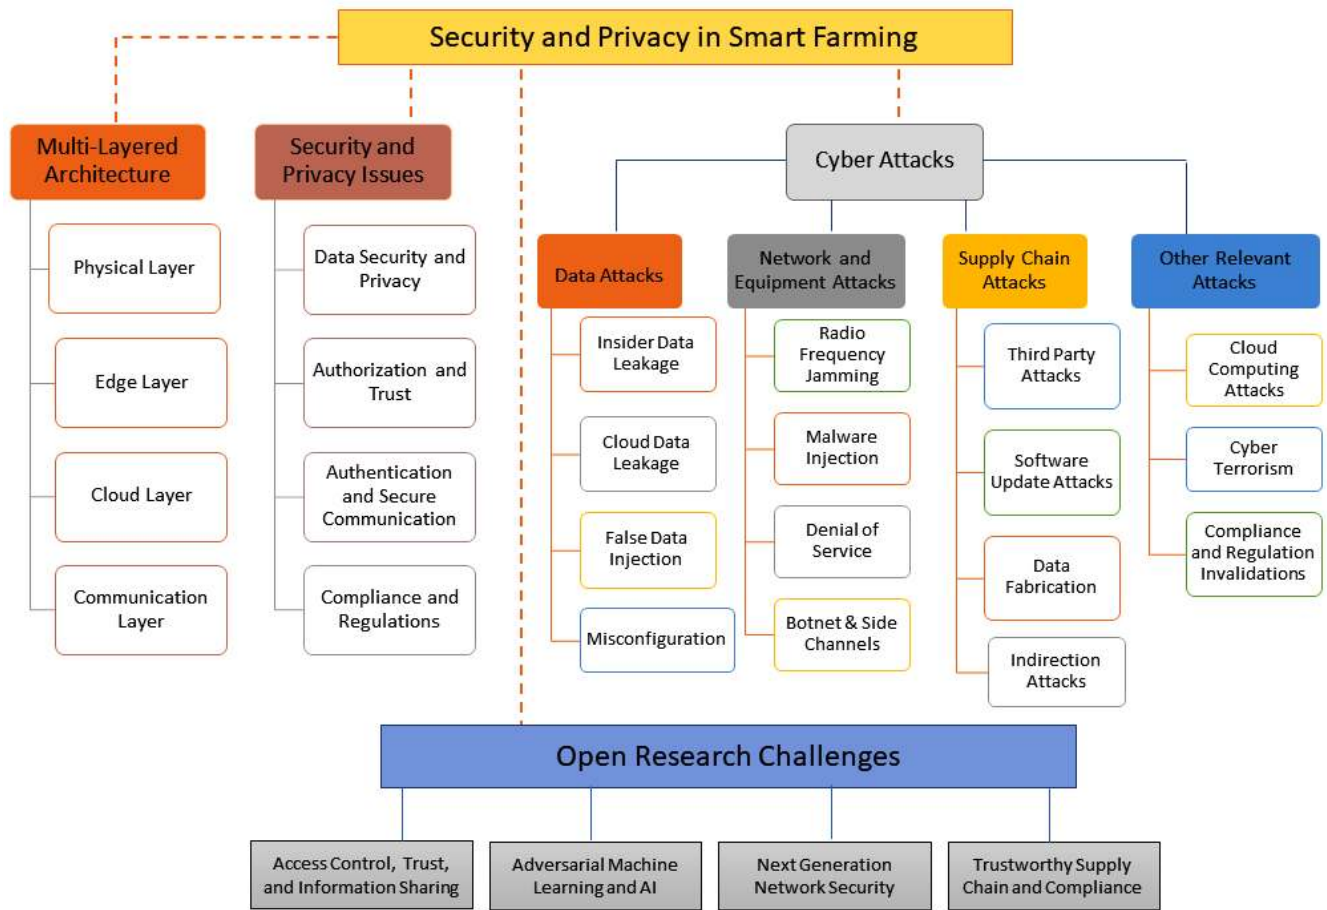 Security and Privacy in Smart Farming
Multi-Layered
Architecture
Physical Layer
Edge Layer
Cloud Layer
Communication
Layer
Security and
Privacy Issues
Data Security and
Privacy
Authorization and
Trust
Authentication
and Secure
Communication
Compliance and
Regulations
Cyber Attacks
Data Attacks
Insider Data
Leakage
Cloud Data
Leakage
False Data
Injection
Misconfiguration
Network and
Equipment Attacks
Radio
Frequency
Jamming
Malware
Injection
Denial of
Service
Botnet & Side
Channels
Supply Chain
Attacks
Third Party
Attacks
Software
Update Attacks
Data
Fabrication
Indirection
Attacks
Other Relevant
Attacks
Cloud
Computing
Attacks
Cyber
Terrorism
Compliance
and Regulation
Invalidations
Open Research Challenges
Access Control, Trust,
and Information Sharing
Adversarial Machine
Learning and AI
Next Generation
Network Security
Trustworthy Supply
Chain and Compliance